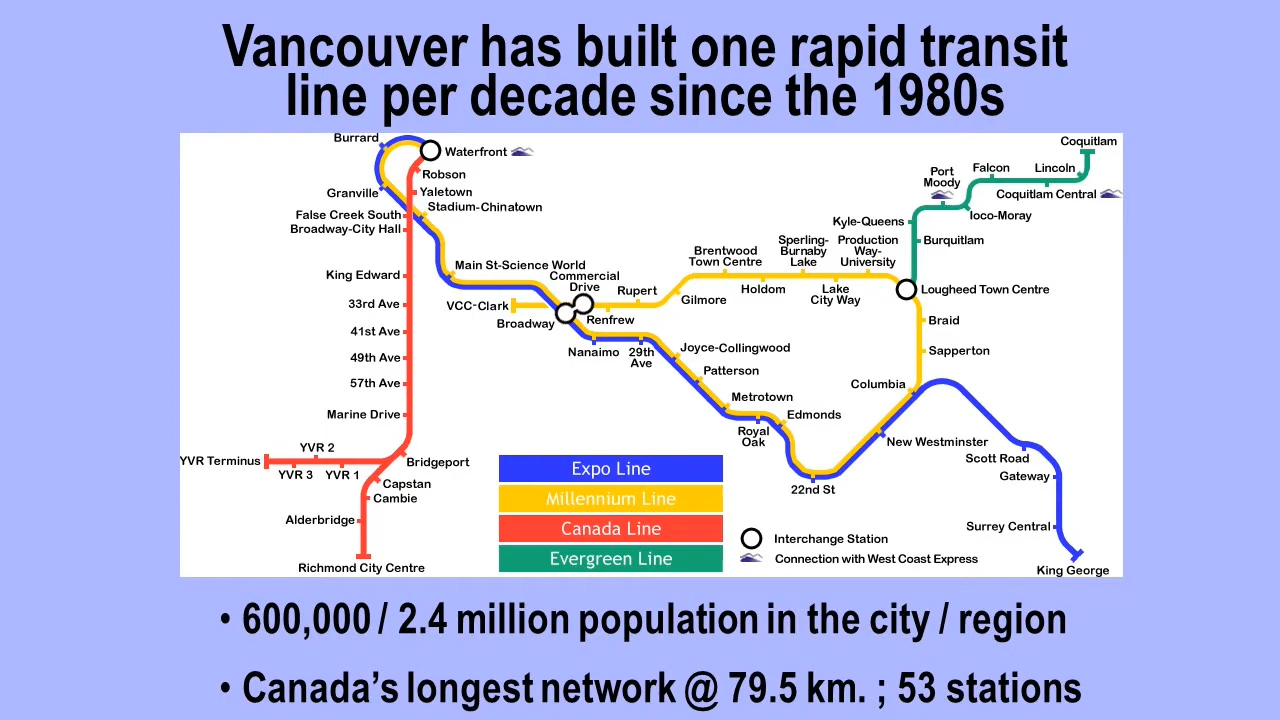 Vancouver has built one rapid transit
line per decade since the 1980s
Burrard
Waterfront
Robson
Granville
Yaletown
Stadium-Chinatown
False Creek South
Broadway-City Hall
King Edward
33rd Ave
41st Ave
49th Ave
57th Ave
Marine Drive
YVR Terminus
YVR 2
YVR 3
YVR 1
Bridgeport
Capstan
Cambie
Alderbridge
Richmond City Centre
Main St-Science World
Commercial
Drive
VCC-Clark
Broadway
Rupert
Renfrew
Nanaimo
29th
Ave
Gilmore
Brentwood
Town Centre
Holdom
Sperling-
Burnaby
Lake
Lake
City Way
Production
Way-
University
Lougheed Town Centre
Kyle-Queens
Burquitlam
Port
Moody
Ioco-Moray
Falcon
Lincoln
Coquitlam Central
Coquitlam
Braid
Sapperton
Columbia
Joyce-Collingwood
Patterson
Metrotown
Royal
Oak
Edmonds
22nd St
New Westminster
Scott Road
Gateway
Surrey Central
King George
Expo Line
Millennium Line
Canada Line
Evergreen Line
Interchange Station
Connection with West Coast Express
• 600,000 / 2.4 million population in the city / region
• Canada's longest network @ 79.5 km. ; 53 stations